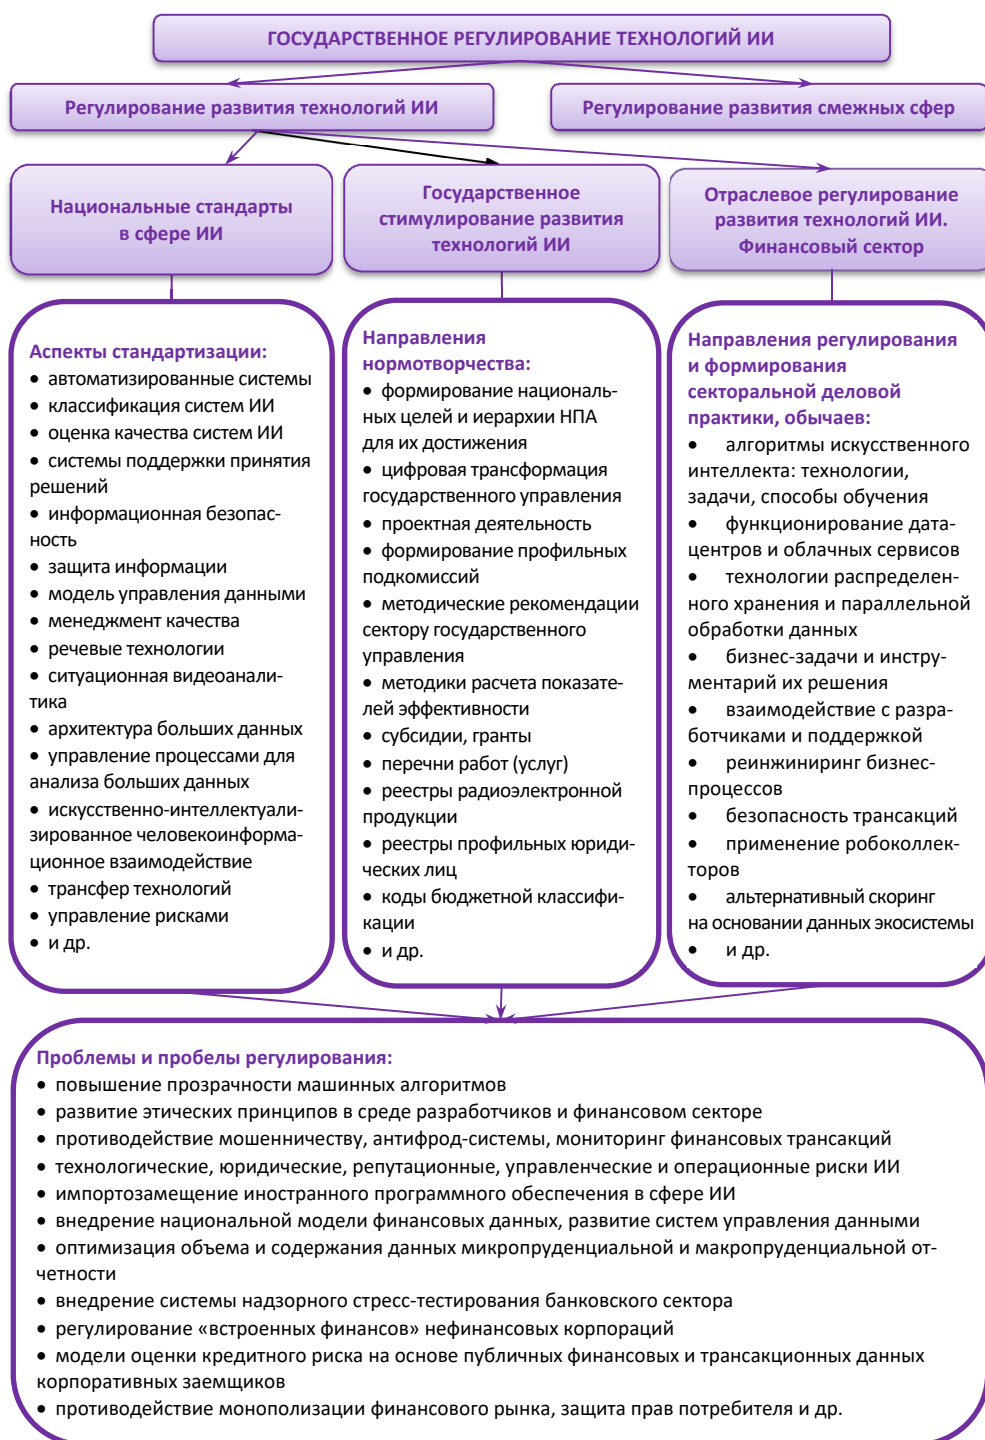 ГОСУДАРСТВЕННОЕ РЕГУЛИРОВАНИЕ ТЕХНОЛОГИЙ ИИ
Регулирование развития технологий ИИ
Регулирование развития смежных сфер
Национальные стандарты
в сфере ИИ
Государственное
стимулирование развития
технологий ИИ
Отраслевое регулирование
развития технологий ИИ.
Финансовый сектор
Аспекты стандартизации:
• автоматизированные системы
• классификация систем ИИ
• оценка качества систем ИИ
• системы поддержки принятия
решений
• информационная безопас-
ность
• защита информации
• модель управления данными
• менеджмент качества
• речевые технологии
• ситуационная видеоанали-
тика
• архитектура больших данных
• управление процессами для
анализа больших данных
• искусственно-интеллектуали-
зированное человекоинформа-
ционное взаимодействие
• трансфер технологий
• управление рисками
• и др.
Направления
нормотворчества:
• формирование националь-
ных целей и иерархии НПА
для их достижения
• цифровая трансформация
государственного управления
• проектная деятельность
• формирование профильных
подкомиссий
• методические рекомендации
сектору государственного
управления
• методики расчета показате-
лей эффективности
• субсидии, гранты
• перечни работ (услуг)
• реестры радиоэлектронной
продукции
• реестры профильных юриди-
ческих лиц
• коды бюджетной классифи-
кации
• и др.
Направления регулирования
и формирования
секторальной деловой
практики, обычаев:
• алгоритмы искусственного
интеллекта: технологии,
задачи, способы обучения
• функционирование дата-
центров и облачных сервисов
• технологии распределен-
ного хранения и параллельной
обработки данных
• бизнес-задачи и инстру-
ментарий их решения
• взаимодействие с разра-
ботчиками и поддержкой
• реинжиниринг бизнес-
процессов
• безопасность транзакций
• применение робоколлек-
торов
• альтернативный скоринг
на основании данных экосистемы
• и др.
Проблемы и пробелы регулирования:
• повышение прозрачности машинных алгоритмов
• развитие этических принципов в среде разработчиков и финансовом секторе
• противодействие мошенничеству, антифрод-системы, мониторинг финансовых транзакций
• технологические, юридические, репутационные, управленческие и операционные риски ИИ
• импортозамещение иностранного программного обеспечения в сфере ИИ
• внедрение национальной модели финансовых данных, развитие систем управления данными
• оптимизация объема и содержания данных микропруденциальной и макропруденциальной от-
четности
• внедрение системы надзорного стресс-тестирования банковского сектора
• регулирование «встроенных финансов» нефинансовых корпораций
• модели оценки кредитного риска на основе публичных финансовых и транзакционных данных
корпоративных заемщиков
• противодействие монополизации финансового рынка, защита прав потребителя и др.